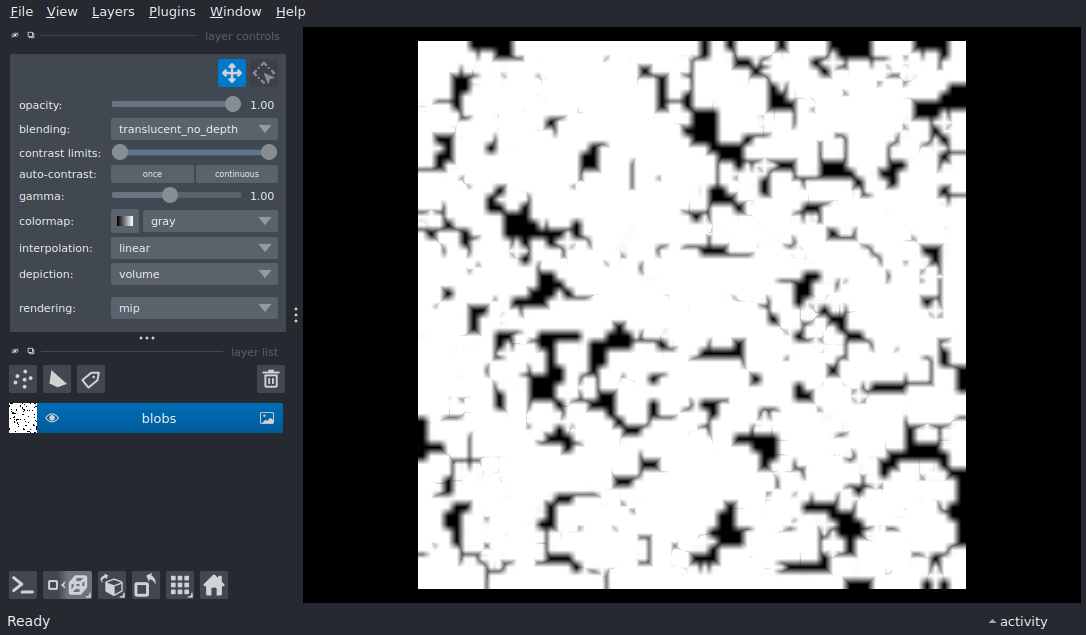 File View Layers Plugins Window Help
layer controls
opacity: 1.00
blending: translucent_no_depth
contrast limits:
auto-contrast: once continuous
gamma: 1.00
colormap: gray
interpolation: linear
depiction: volume
rendering: mip
layer list
blobs
Ready activity